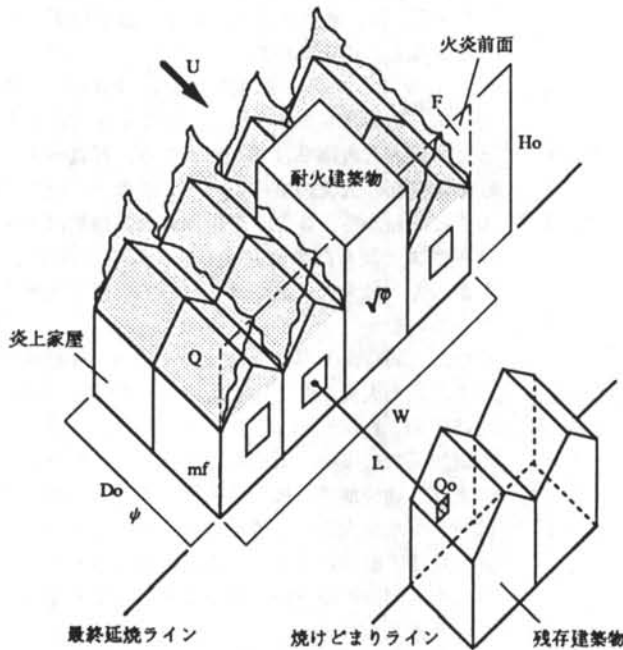 U
火炎前面
F
Ho
耐火建築物
√φ
炎上家屋
Q
W
L
mf
Do
ψ
Qo
最終延焼ライン
焼けどまりライン
残存建築物